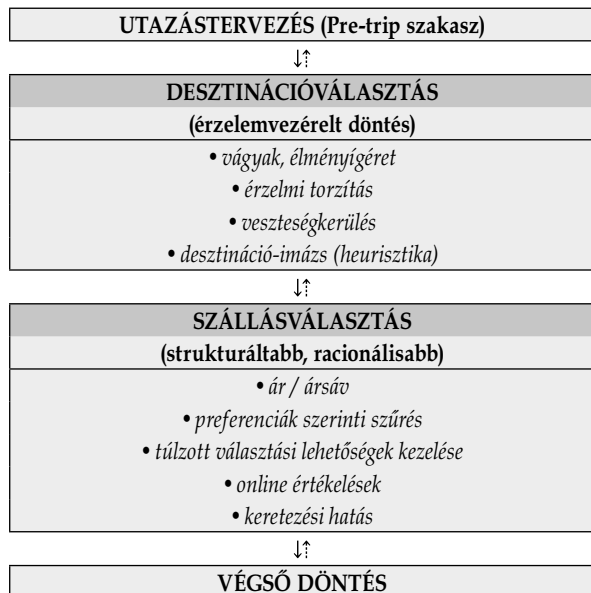 UTAZÁSTERVEZÉS (Pre-trip szakasz)
↓⇡
DESZTINÁCIÓVÁLASZTÁS
(érzelemvezérelt döntés)
• vágyak, élményígéret
• érzelmi torzítás
• veszteségkerülés
• desztináció-imázs (heurisztika)
↓⇡
SZÁLLÁSVÁLASZTÁS
(strukturáltabb, racionálisabb)
• ár / ársáv
• preferenciák szerinti szűrés
• túlzott választási lehetőségek kezelése
• online értékelések
• keretezési hatás
↓⇡
VÉGSŐ DÖNTÉS